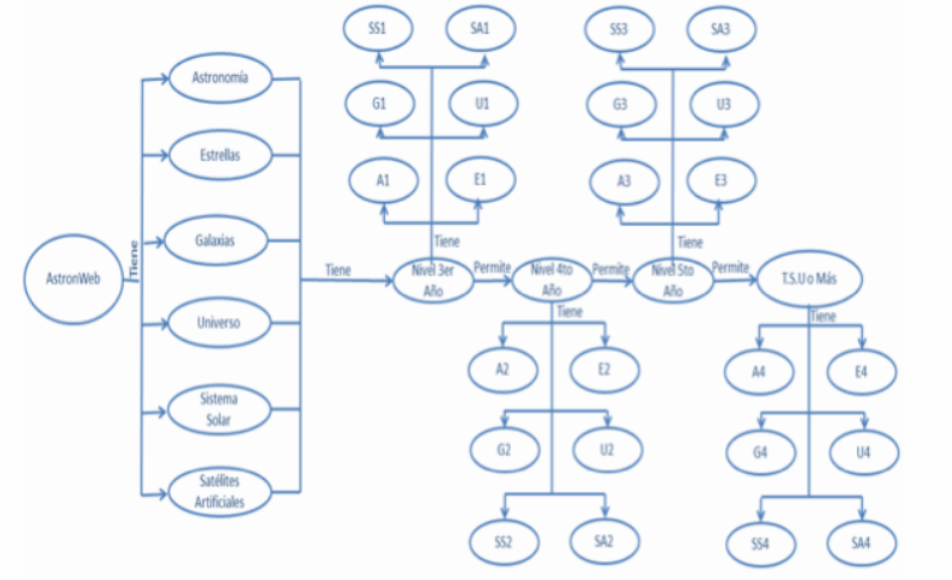 SS1
SA1
SS3
SA3
Astronomía
G1
U1
G3
U3
Estrellas
A1
E1
A3
E3
Galaxias
AstronWeb
Tiene
Tiene
Tiene
Nivel 3er
Año
Permite
Nivel 4to
Año
Permite
Tiene
Nivel 5to
Año
Permite
T.S.U o Más
Universo
Tiene
Tiene
A2
E2
A4
E4
Sistema
Solar
G2
U2
G4
U4
Satélites
Artificiales
SS2
SA2
SS4
SA4